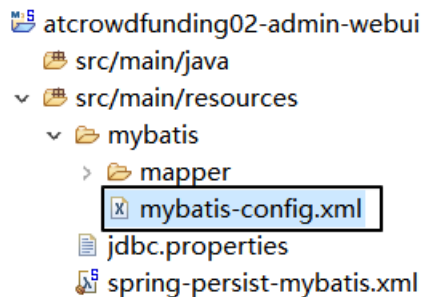 atcrowdfunding02-admin-webui
src/main/java
src/main/resources
mybatis
mapper
mybatis-config.xml
jdbc.properties
spring-persist-mybatis.xml